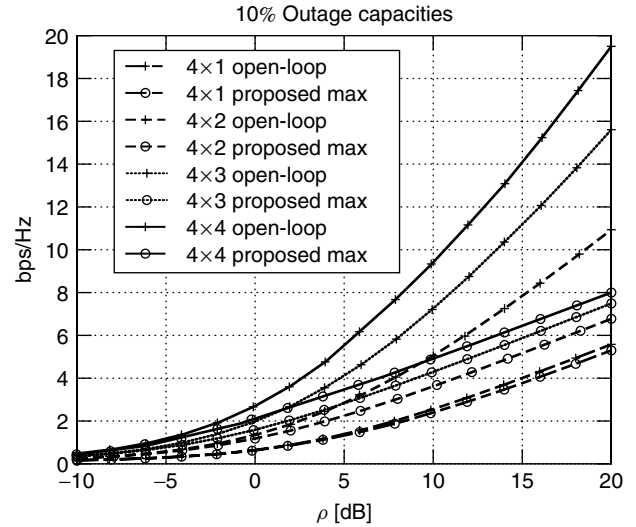 10% Outage capacities
20
18
16
14
12
10
8
6
4
2
0
bps/Hz
4×1 open-loop
4×1 proposed max
4×2 open-loop
4×2 proposed max
4×3 open-loop
4×3 proposed max
4×4 open-loop
4×4 proposed max
−10 −5 0 5 10 15 20
ρ [dB]